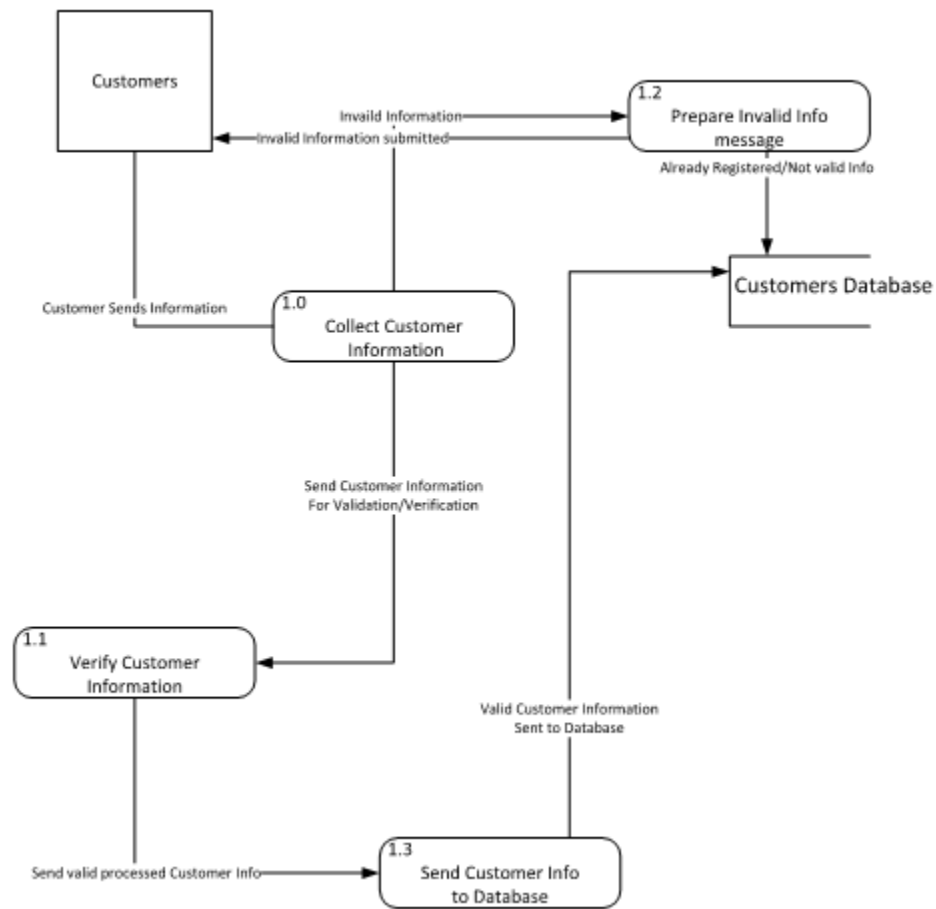 Customers
1.2
Prepare Invalid Info
message
Invaild Information
Invalid Information submitted
Already Registered/Not valid Info
Customers Database
Customer Sends Information
1.0
Collect Customer
Information
Send Customer Information
For Validation/Verification
1.1
Verify Customer
Information
Valid Customer Information
Sent to Database
Send valid processed Customer Info
1.3
Send Customer Info
to Database